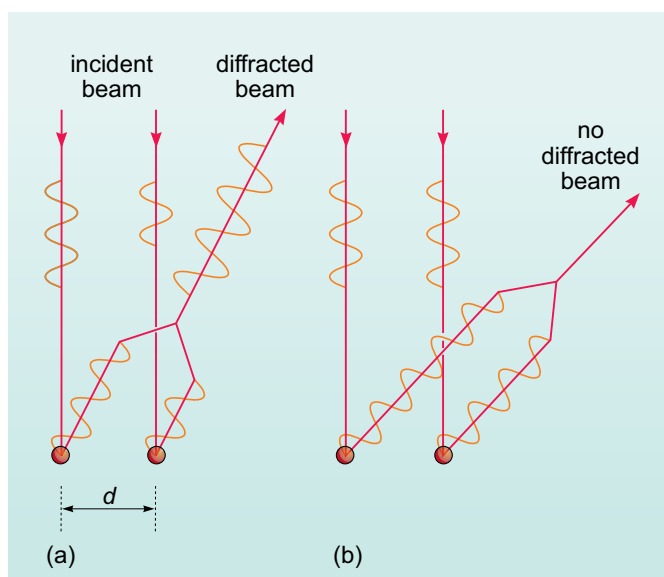 incident
beam
diffracted
beam
no
diffracted
beam
d
(a)
(b)